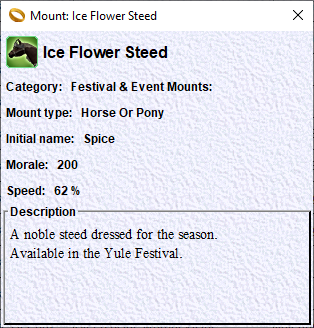 Mount: Ice Flower Steed
Ice Flower Steed
Category: Festival & Event Mounts:
Mount type: Horse Or Pony
Initial name: Spice
Morale: 200
Speed: 62 %
Description
A noble steed dressed for the season.
Available in the Yule Festival.